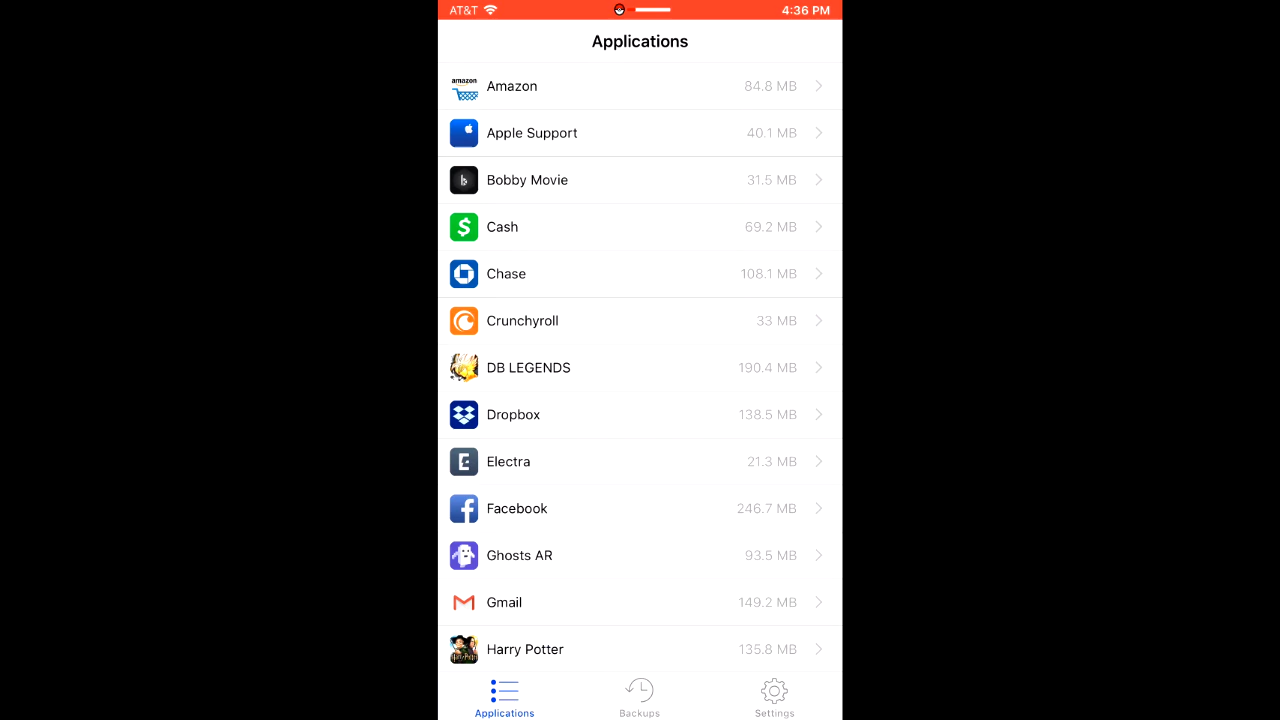 AT&T 4:36 PM
Applications
amazon Amazon 84.8 MB
Apple Support 40.1 MB
Bobby Movie 31.5 MB
Cash 69.2 MB
Chase 108.1 MB
Crunchyroll 33 MB
DB LEGENDS 190.4 MB
Dropbox 138.5 MB
Electra 21.3 MB
Facebook 246.7 MB
Ghosts AR 93.5 MB
Gmail 149.2 MB
Harry Potter 135.8 MB
Applications Backups Settings